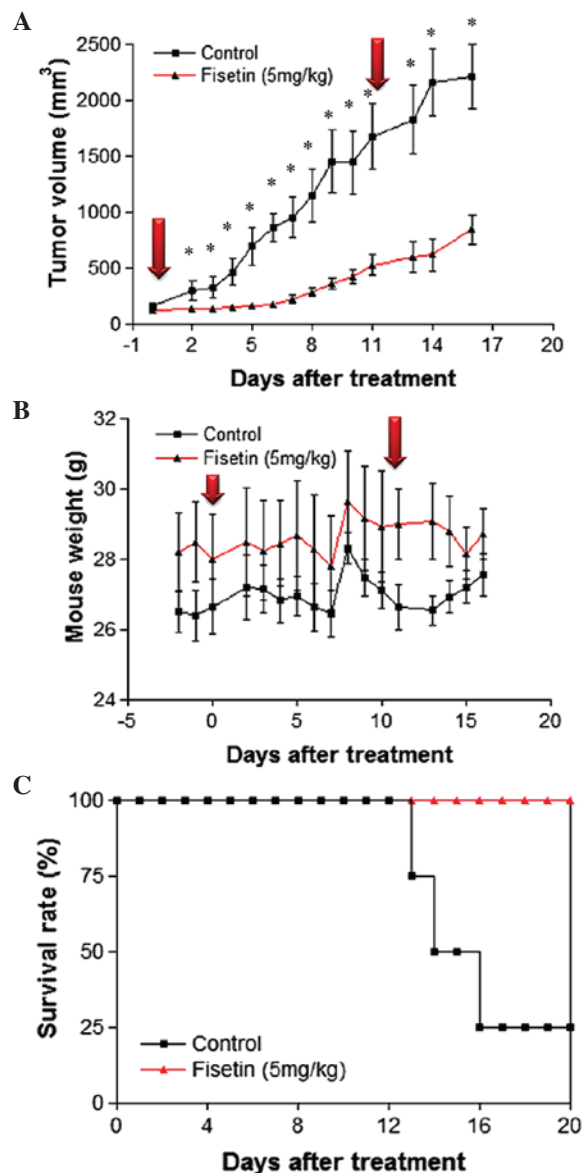 A
Tumor volume (mm3)
2500
2000
1500
1000
500
0
Control
Fisetin (5mg/kg)
* * * * * * * * * * * * *
-1 2 5 8 11 14 17 20
Days after treatment
B
Mouse weight (g)
32
30
28
26
24
Control
Fisetin (5mg/kg)
-5 0 5 10 15 20
Days after treatment
C
Survival rate (%)
100
75
50
25
0
Control
Fisetin (5mg/kg)
0 4 8 12 16 20
Days after treatment